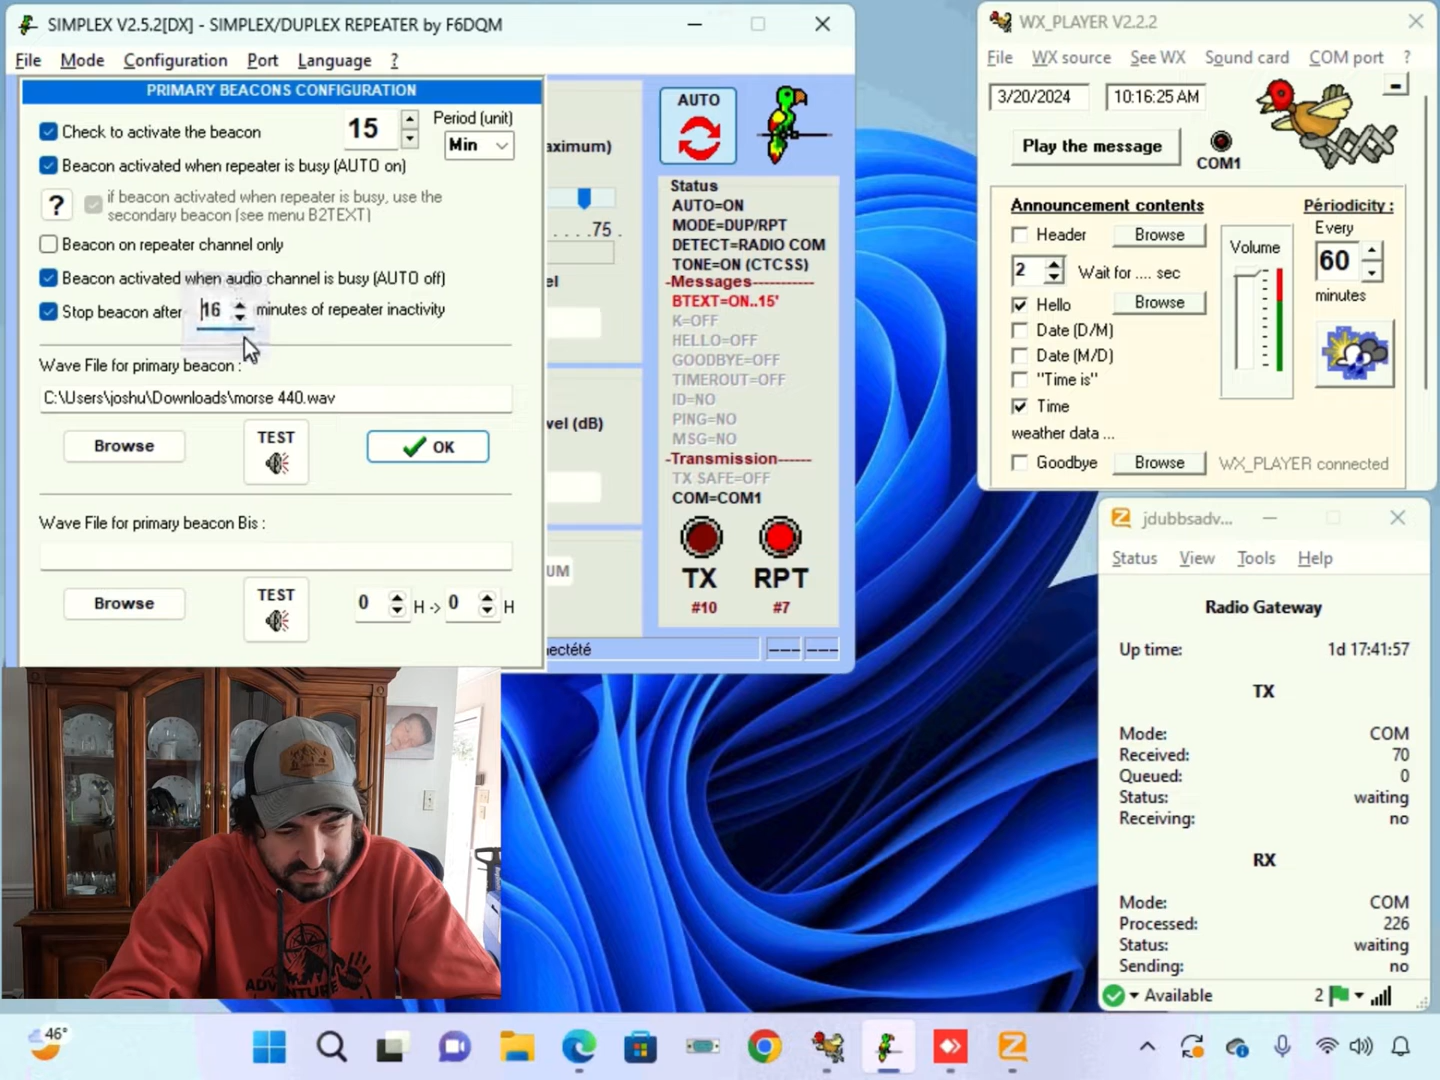 SIMPLEX V2.5.2[DX] - SIMPLEX/DUPLEX REPEATER by F6DQM
File Mode Configuration Port Language ?
PRIMARY BEACONS CONFIGURATION
Check to activate the beacon
15
Period (unit)
Min
Beacon activated when repeater is busy (AUTO on)
?
if beacon activated when repeater is busy, use the
secondary beacon (see menu B2TEXT)
Beacon on repeater channel only
Beacon activated when audio channel is busy (AUTO off)
Stop beacon after 16 minutes of repeater inactivity
Wave File for primary beacon :
C:\Users\joshu\Downloads\morse 440.wav
Browse
TEST
OK
Wave File for primary beacon Bis :
Browse
TEST
0 H -> 0 H
aximum)
....75 .
el
vel (dB)
UM
ectété
AUTO
Status
AUTO=ON
MODE=DUP/RPT
DETECT=RADIO COM
TONE=ON (CTCSS)
-Messages-----------
BTEXT=ON..15'
K=OFF
HELLO=OFF
GOODBYE=OFF
TIMEROUT=OFF
ID=NO
PING=NO
MSG=NO
-Transmission------
TX SAFE=OFF
COM=COM1
TX RPT
#10 #7
--- ---
WX_PLAYER V2.2.2
File WX source See WX Sound card COM port ?
3/20/2024 10:16:25 AM
Play the message
COM1
Announcement contents
Header Browse
2 Wait for .... sec
Hello Browse
Date (D/M)
Date (M/D)
"Time is"
Time
weather data ...
Goodbye Browse
Volume
Périodicity :
Every
60
minutes
WX_PLAYER connected
jdubbsadv...
Status View Tools Help
Radio Gateway
Up time: 1d 17:41:57
TX
Mode: COM
Received: 70
Queued: 0
Status: waiting
Receiving: no
RX
Mode: COM
Processed: 226
Status: waiting
Sending: no
Available 2
ADVENTURE
46°